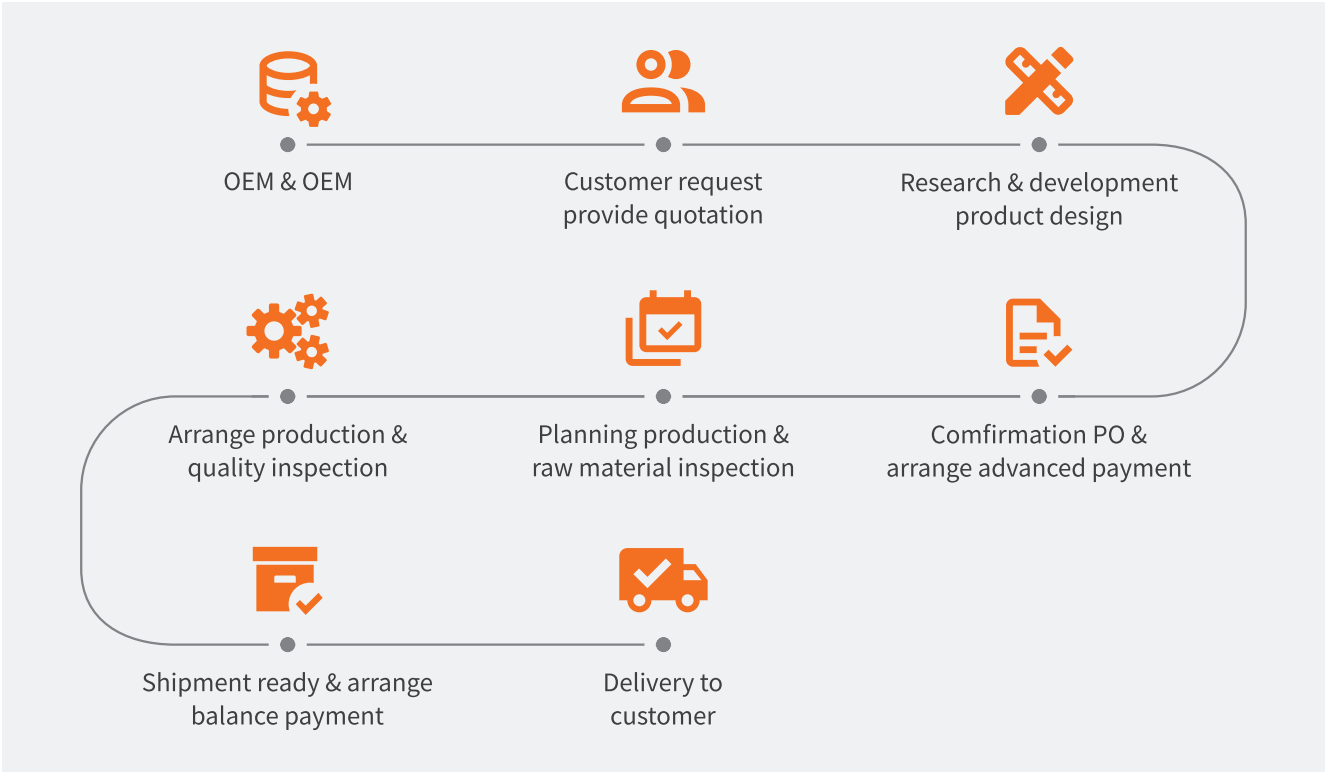 OEM & OEM
Customer request
provide quotation
Research & development
product design
Arrange production &
quality inspection
Planning production &
raw material inspection
Comfirmation PO &
arrange advanced payment
Shipment ready & arrange
balance payment
Delivery to
customer